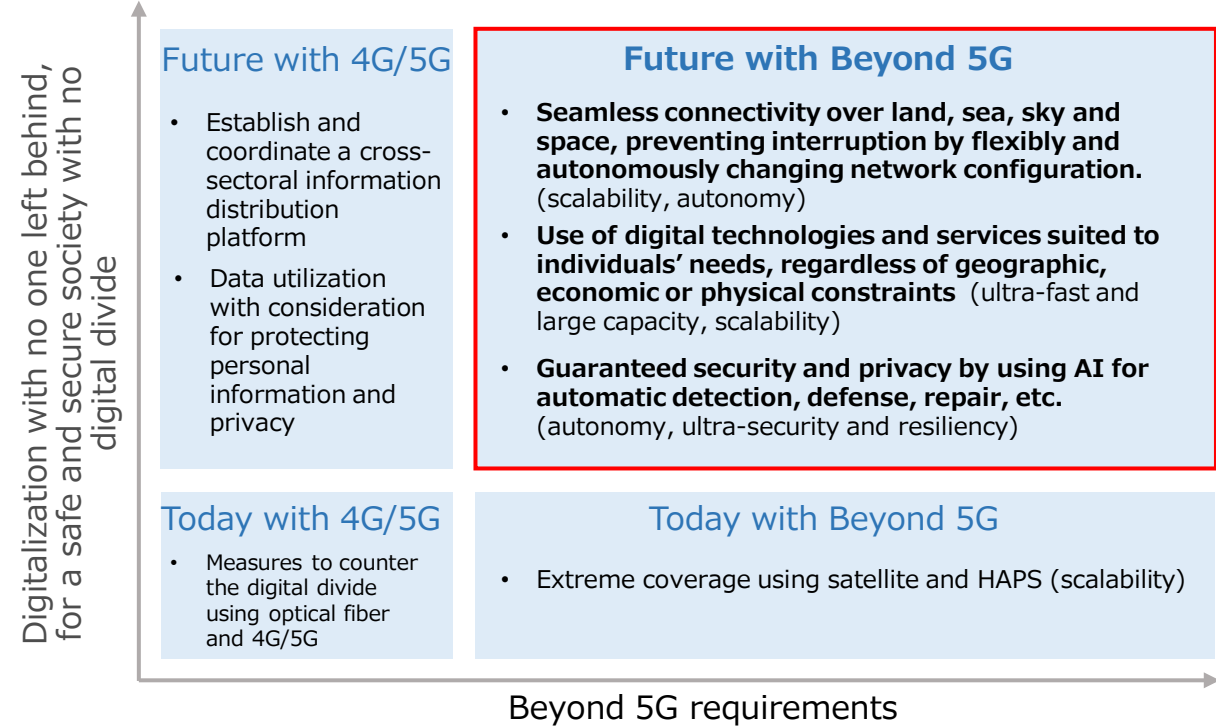 Digitalization with no one left behind,
for a safe and secure society with no
digital divide
Future with 4G/5G
• Establish and
coordinate a cross-
sectoral information
distribution
platform
• Data utilization
with consideration
for protecting
personal
information and
privacy
Future with Beyond 5G
• Seamless connectivity over land, sea, sky and
space, preventing interruption by flexibly and
autonomously changing network configuration.
(scalability, autonomy)
• Use of digital technologies and services suited to
individuals’ needs, regardless of geographic,
economic or physical constraints (ultra-fast and
large capacity, scalability)
• Guaranteed security and privacy by using AI for
automatic detection, defense, repair, etc.
(autonomy, ultra-security and resiliency)
Today with 4G/5G
• Measures to counter
the digital divide
using optical fiber
and 4G/5G
Today with Beyond 5G
• Extreme coverage using satellite and HAPS (scalability)
Beyond 5G requirements